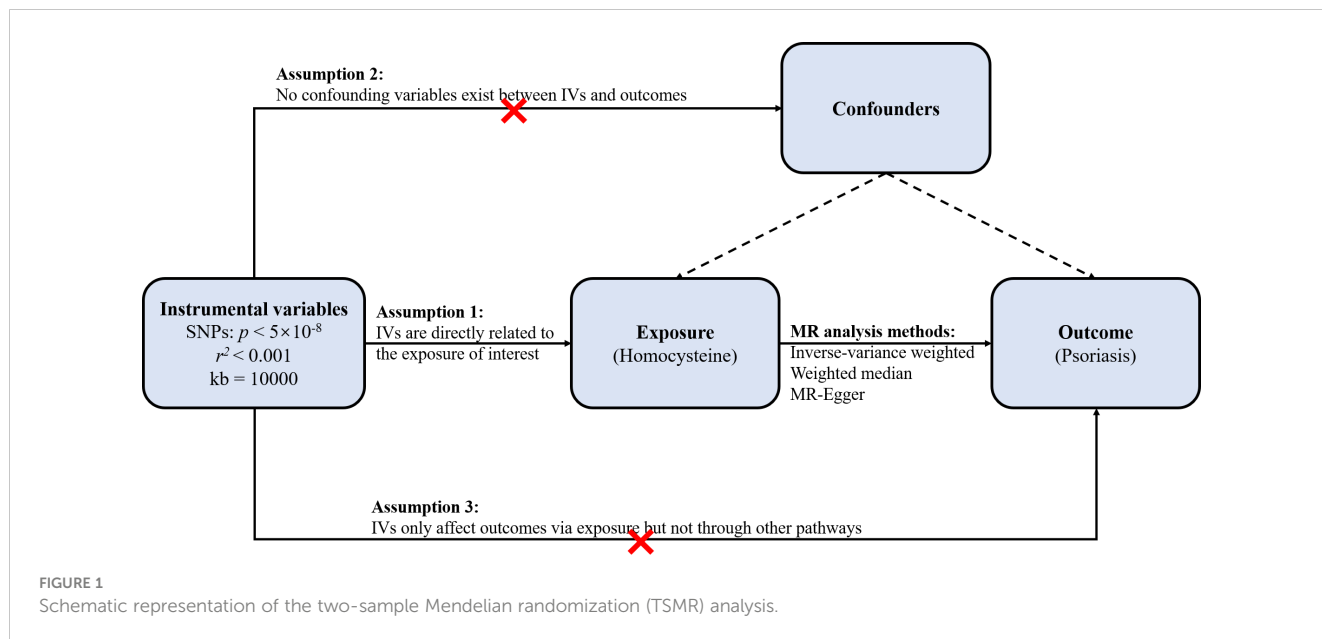 Assumption 2:
No confounding variables exist between IVs and outcomes
Confounders
Instrumental variables
SNPs: p < 5×10⁻⁸
r² < 0.001
kb = 10000
Assumption 1:
IVs are directly related to
the exposure of interest
Exposure
(Homocysteine)
MR analysis methods:
Inverse-variance weighted
Weighted median
MR-Egger
Outcome
(Psoriasis)
Assumption 3:
IVs only affect outcomes via exposure but not through other pathways
FIGURE 1
Schematic representation of the two-sample Mendelian randomization (TSMR) analysis.